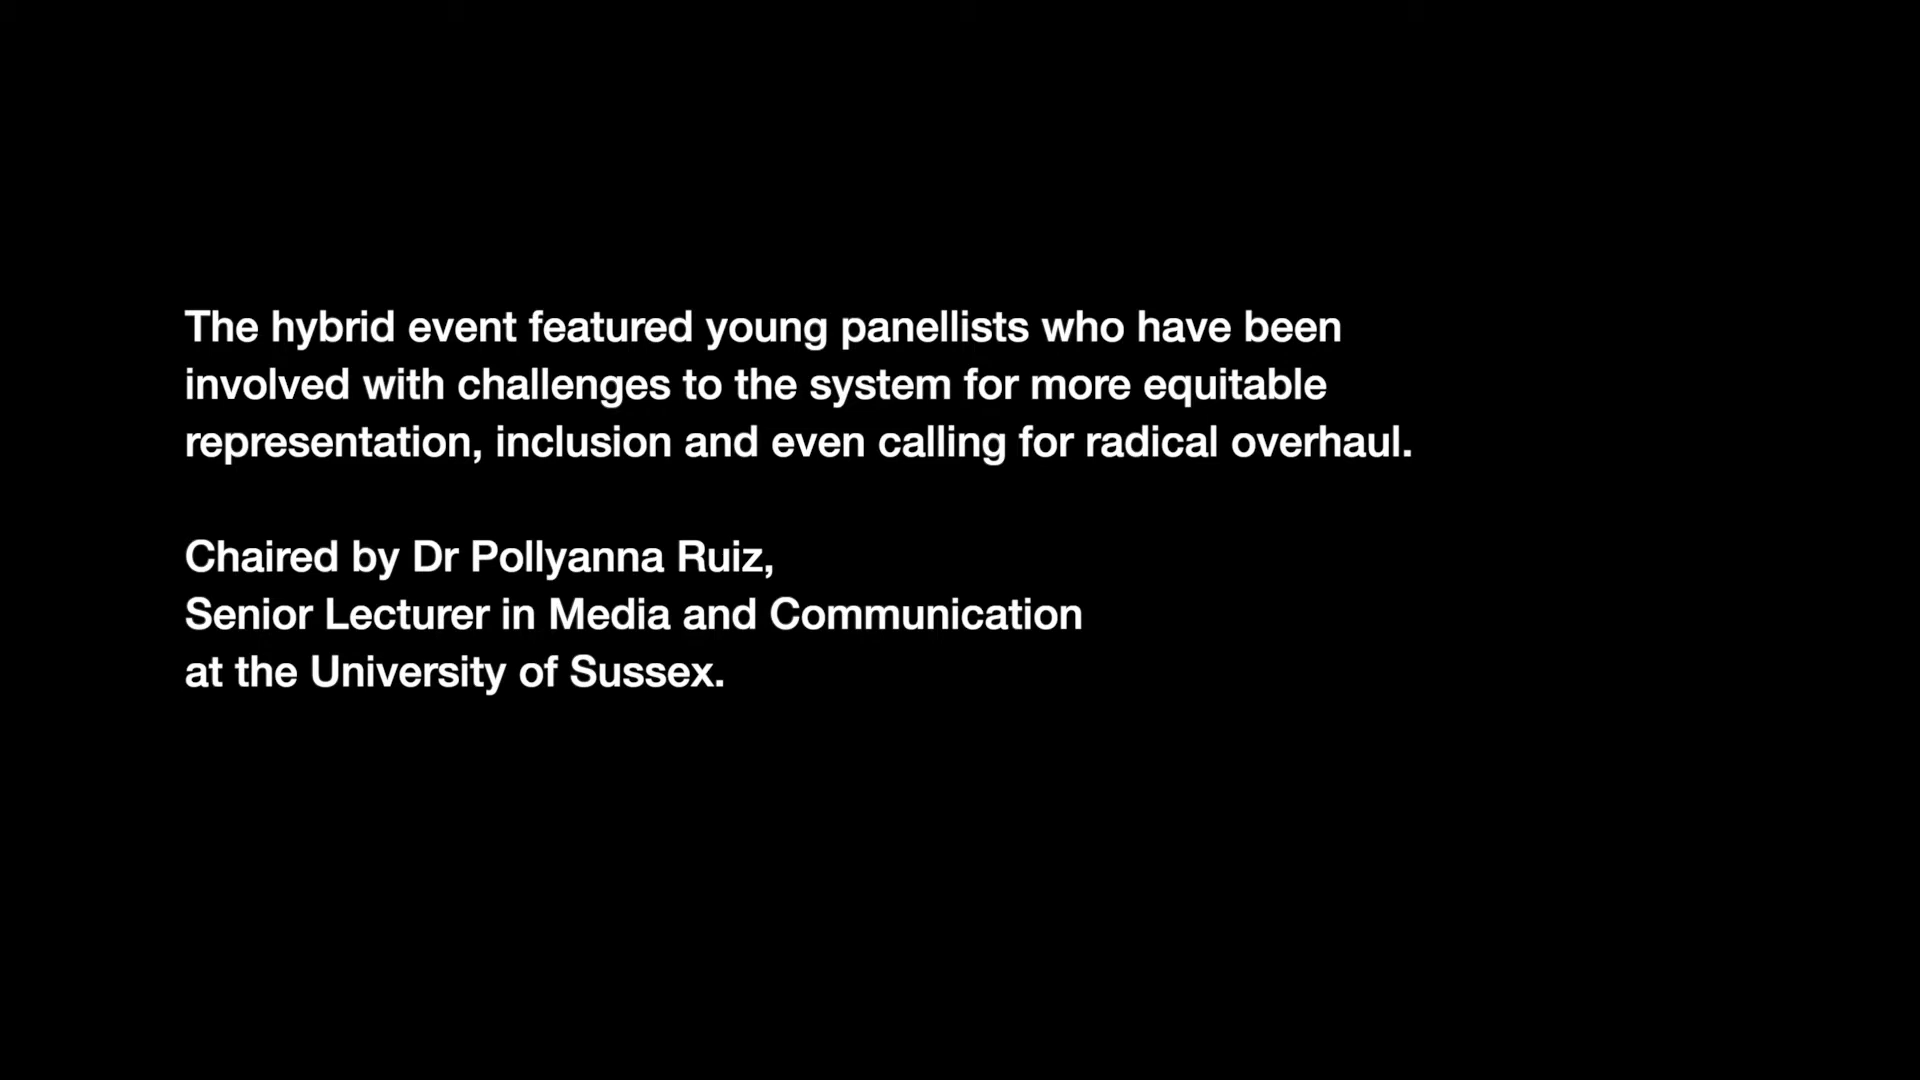 The hybrid event featured young panellists who have been
involved with challenges to the system for more equitable
representation, inclusion and even calling for radical overhaul.
Chaired by Dr Pollyanna Ruiz,
Senior Lecturer in Media and Communication
at the University of Sussex.